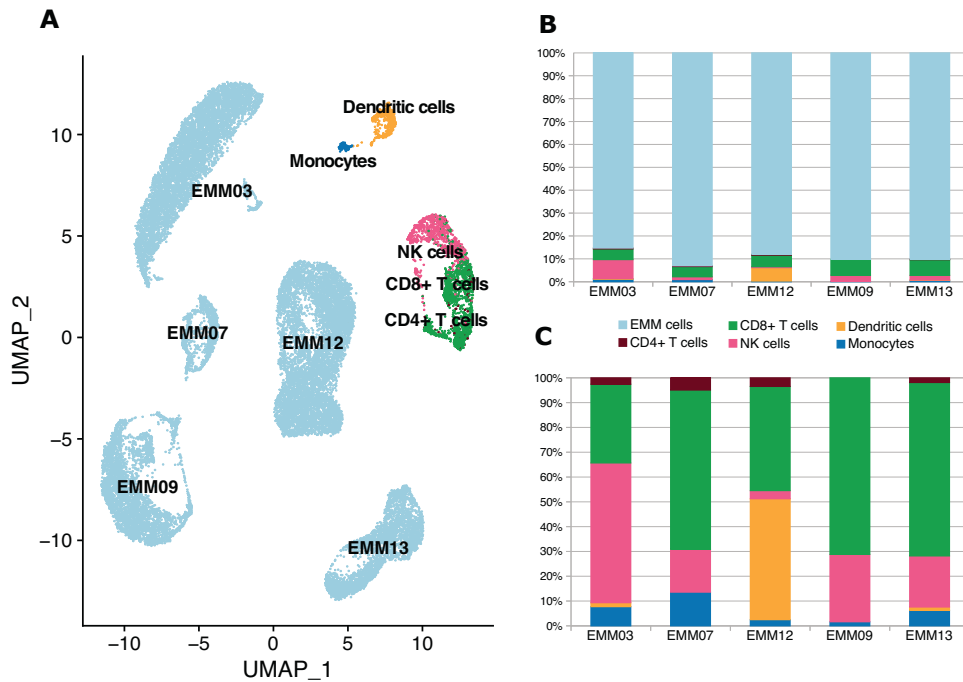 A
UMAP_2
10
5
0
−5
−10
−10
−5
0
5
10
UMAP_1
EMM03
Dendritic cells
Monocytes
NK cells
CD8+ T cells
CD4+ T cells
EMM07
EMM12
EMM09
EMM13
B
100%
90%
80%
70%
60%
50%
40%
30%
20%
10%
0%
EMM03 EMM07 EMM12 EMM09 EMM13
EMM cells CD8+ T cells Dendritic cells
CD4+ T cells NK cells Monocytes
C
100%
90%
80%
70%
60%
50%
40%
30%
20%
10%
0%
EMM03 EMM07 EMM12 EMM09 EMM13